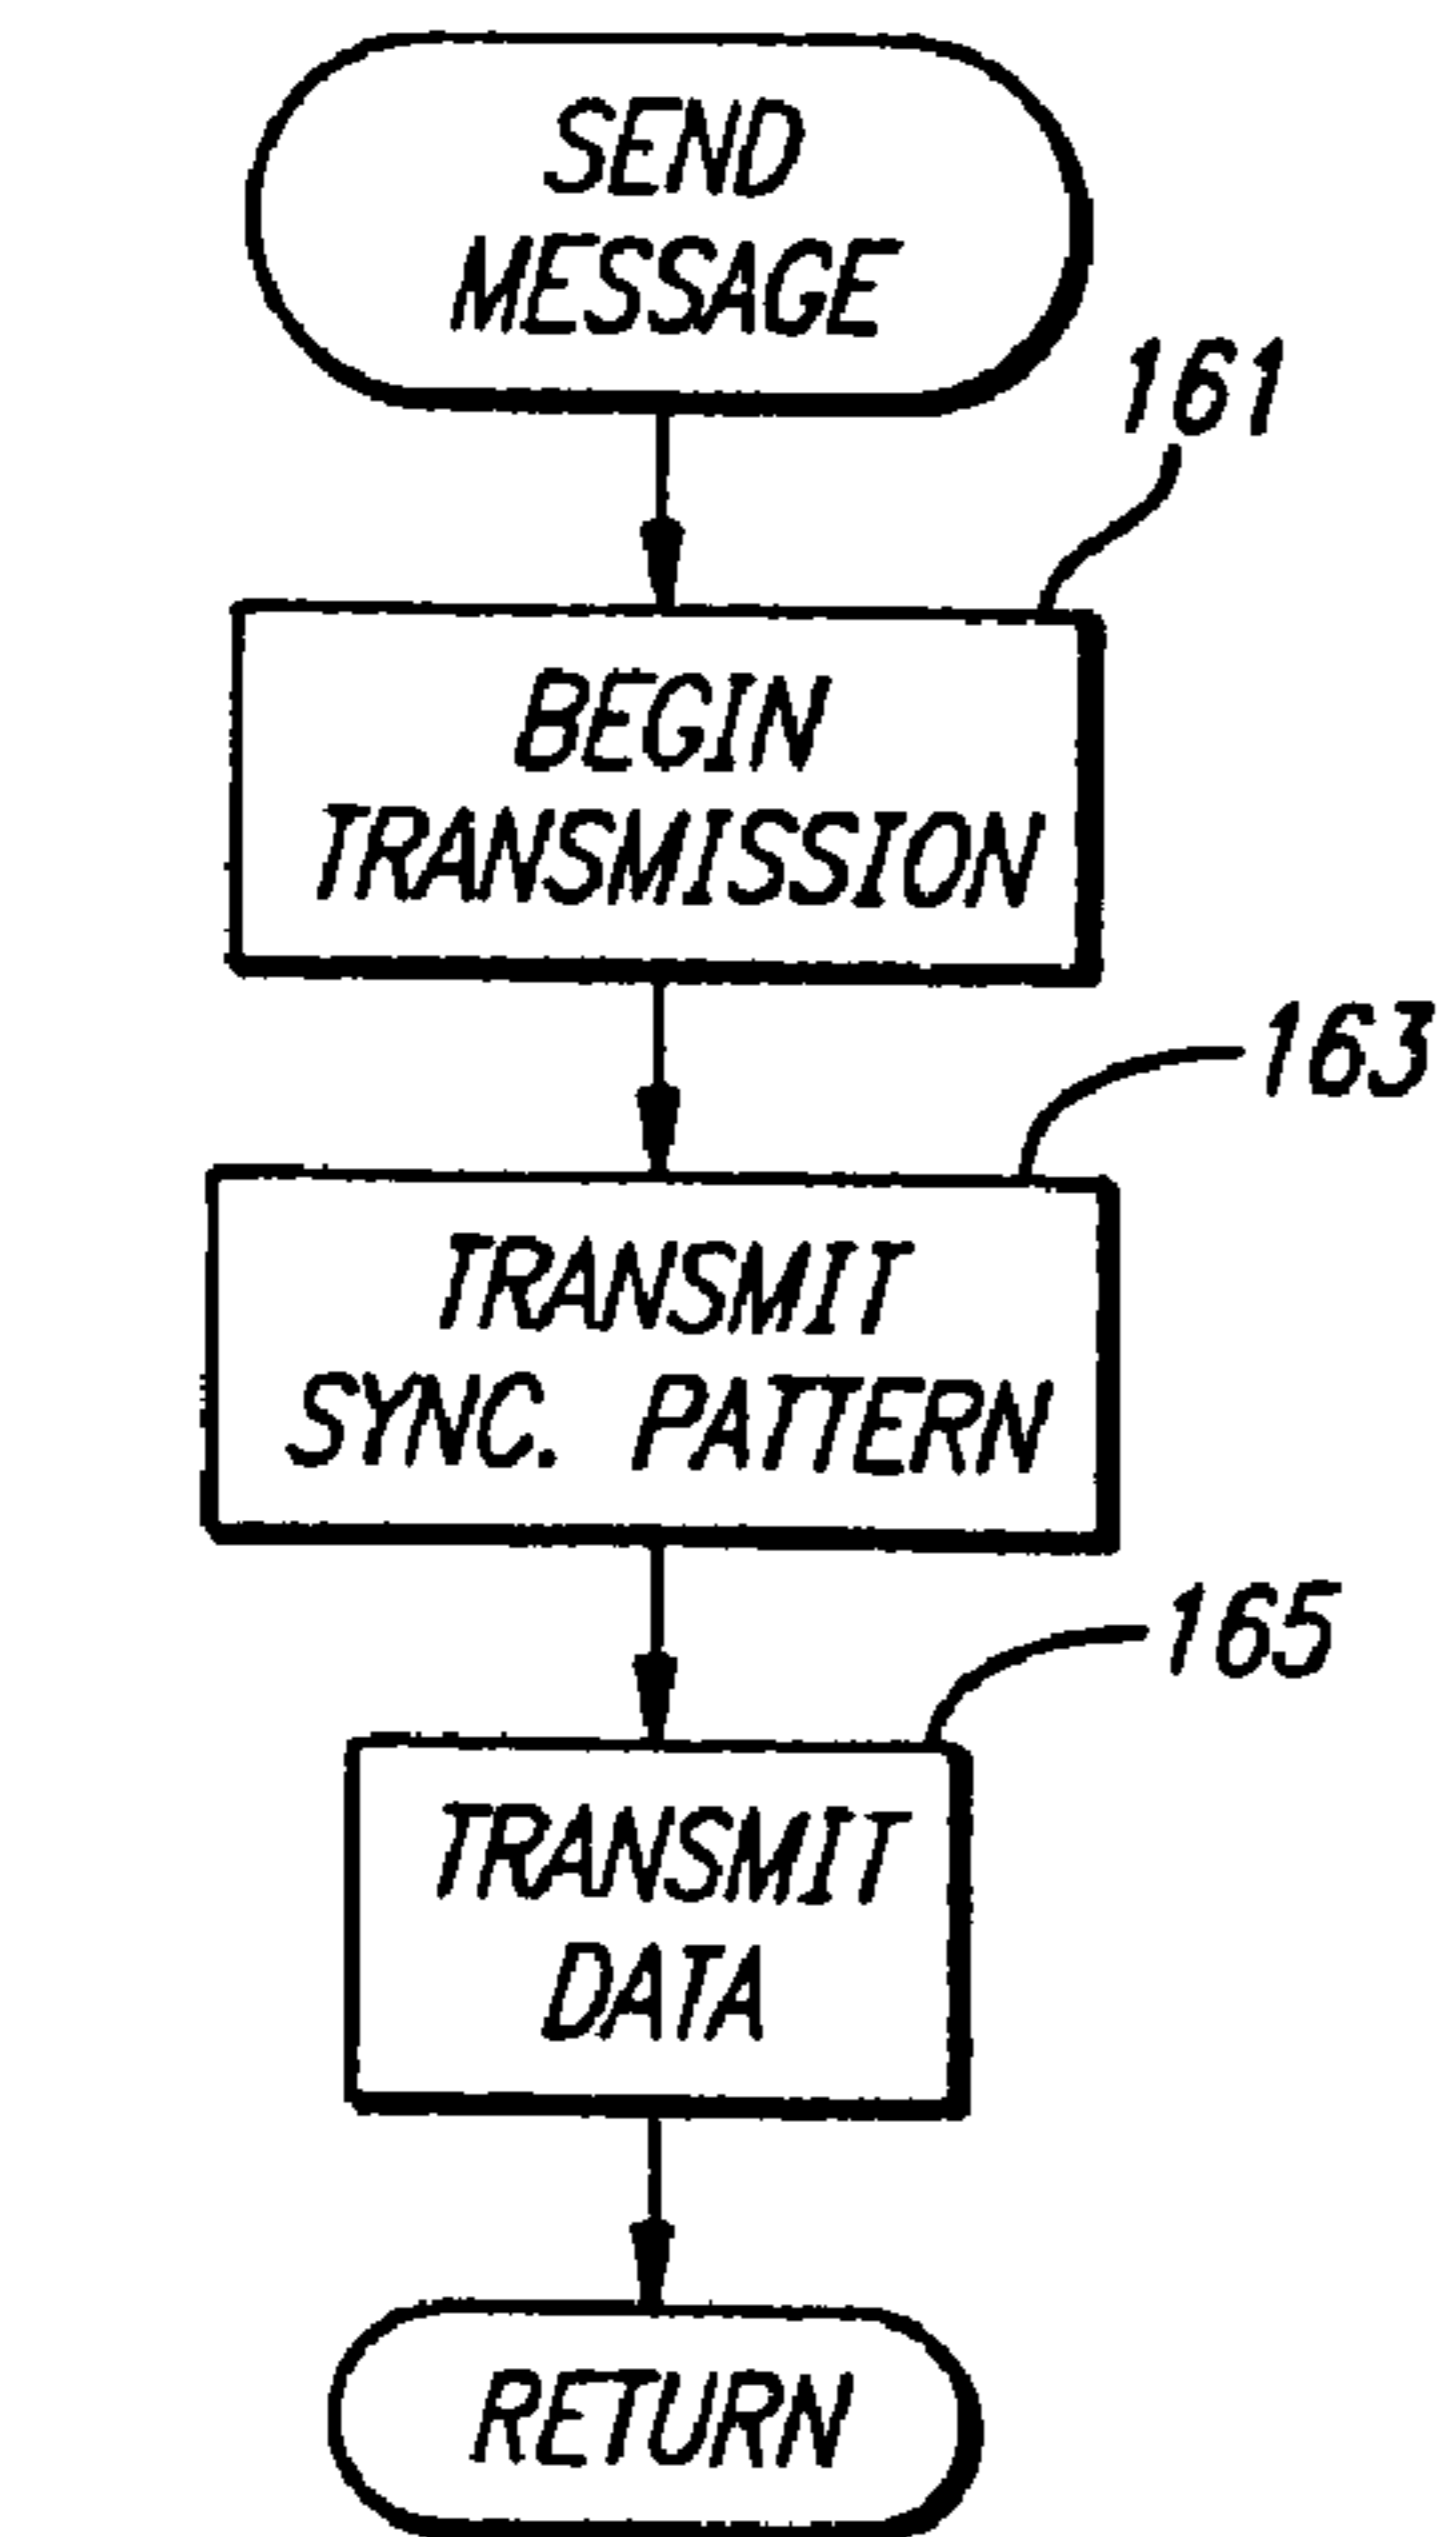 SEND
MESSAGE
161
BEGIN
TRANSMISSION
163
TRANSMIT
SYNC. PATTERN
165
TRANSMIT
DATA
RETURN